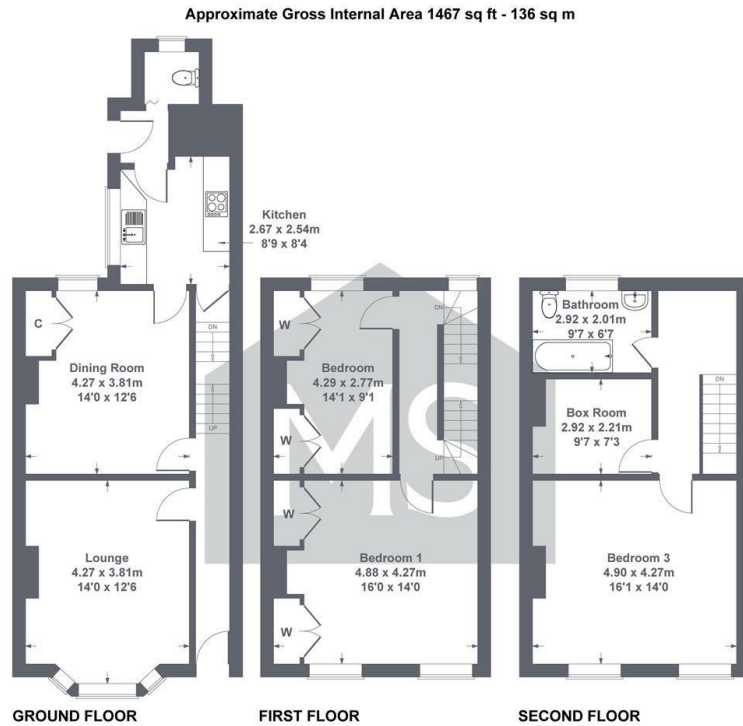 Approximate Gross Internal Area 1467 sq ft - 136 sq m
Kitchen
2.67 x 2.54m
8'9 x 8'4
C
DN
UP
Dining Room
4.27 x 3.81m
14'0 x 12'6
Lounge
4.27 x 3.81m
14'0 x 12'6
GROUND FLOOR
W
DN
Bedroom
4.29 x 2.77m
14'1 x 9'1
W
UP
W
Bedroom 1
4.88 x 4.27m
16'0 x 14'0
W
MS
FIRST FLOOR
Bathroom
2.92 x 2.01m
9'7 x 6'7
DN
Box Room
2.92 x 2.21m
9'7 x 7'3
Bedroom 3
4.90 x 4.27m
16'1 x 14'0
SECOND FLOOR